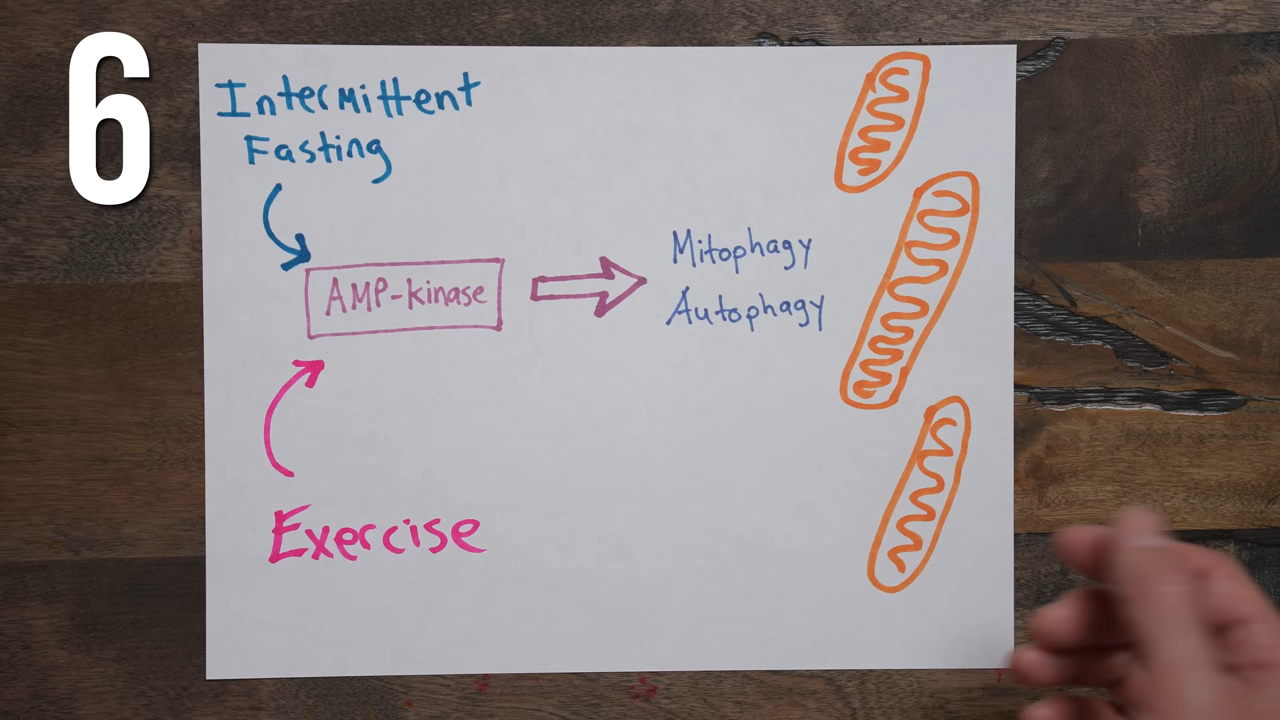 6
Intermittent
Fasting
AMP-kinase
Mitophagy
Autophagy
Exercise